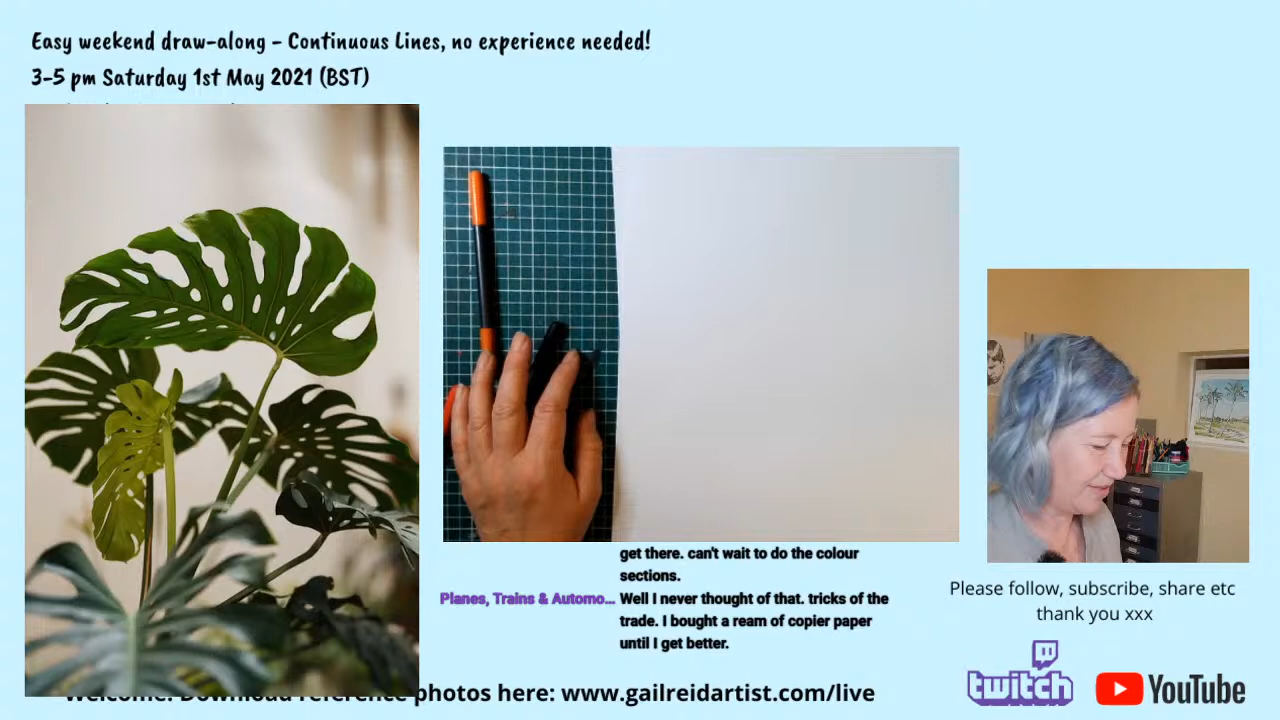 Easy weekend draw-along - Continuous Lines, no experience needed!
3-5 pm Saturday 1st May 2021 (BST)
get there. can't wait to do the colour
sections.
Planes, Trains & Automo... Well I never thought of that. tricks of the
trade. I bought a ream of copier paper
until I get better.
Please follow, subscribe, share etc
thank you xxx
Welcome! Download reference photos here: www.gailreidartist.com/live
twitch
YouTube